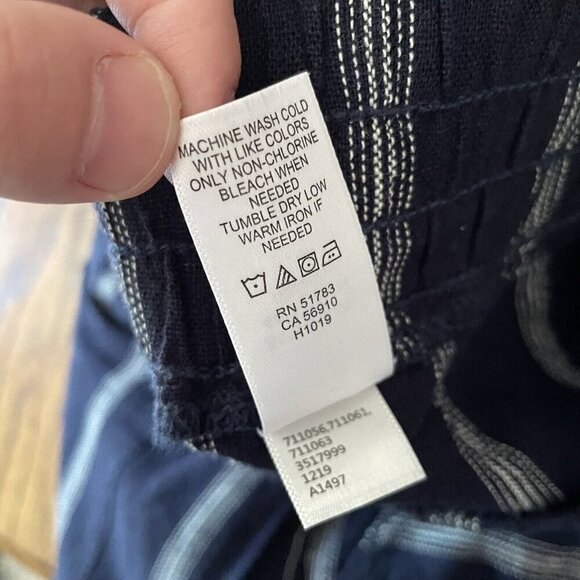 MACHINE WASH COLD
WITH LIKE COLORS
ONLY NON-CHLORINE
BLEACH WHEN
NEEDED
TUMBLE DRY LOW
WARM IRON IF
NEEDED
RN 51783
CA 56910
H1019
711056,711061,
711063
3517999
1219
A1497